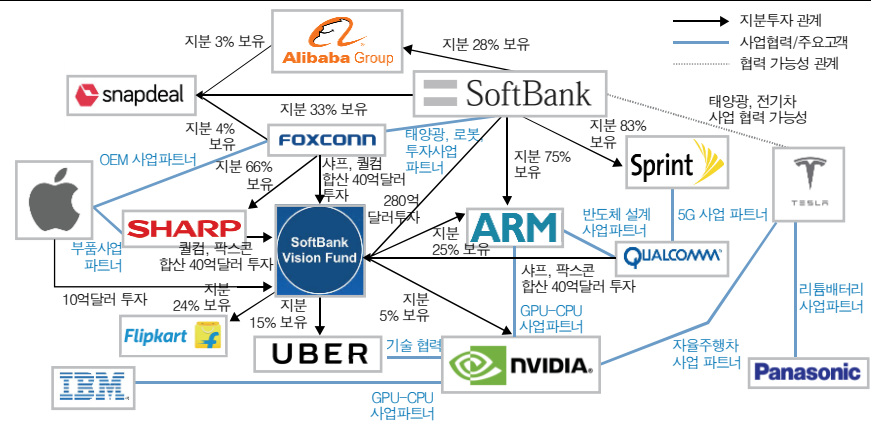 지분투자 관계
사업협력/주요고객
협력 가능성 관계
지분 3% 보유
Alibaba Group
지분 28% 보유
snapdeal
SoftBank
지분 33% 보유
태양광, 전기차
사업 협력 가능성
지분 4%
보유
FOXCONN
태양광, 로봇,
투자사업
파트너
지분 83%
보유
Sprint
TESLA
OEM 사업파트너
지분 66%
보유
샤프, 퀄컴
합산 40억달러
투자
지분 75%
보유
280억
달러투자
SHARP
SoftBank
Vision Fund
ARM
반도체 설계
사업파트너
5G 사업 파트너
부품사업
파트너
퀄컴, 팍스콘
합산 40억달러 투자
지분
25% 보유
QUALCOMM
샤프, 팍스콘
합산 40억달러 투자
10억달러 투자
지분
24% 보유
지분
15% 보유
지분
5% 보유
GPU-CPU
사업파트너
리튬배터리
사업파트너
Flipkart
UBER
기술 협력
NVIDIA
자율주행차
사업 파트너
Panasonic
IBM
GPU-CPU
사업파트너